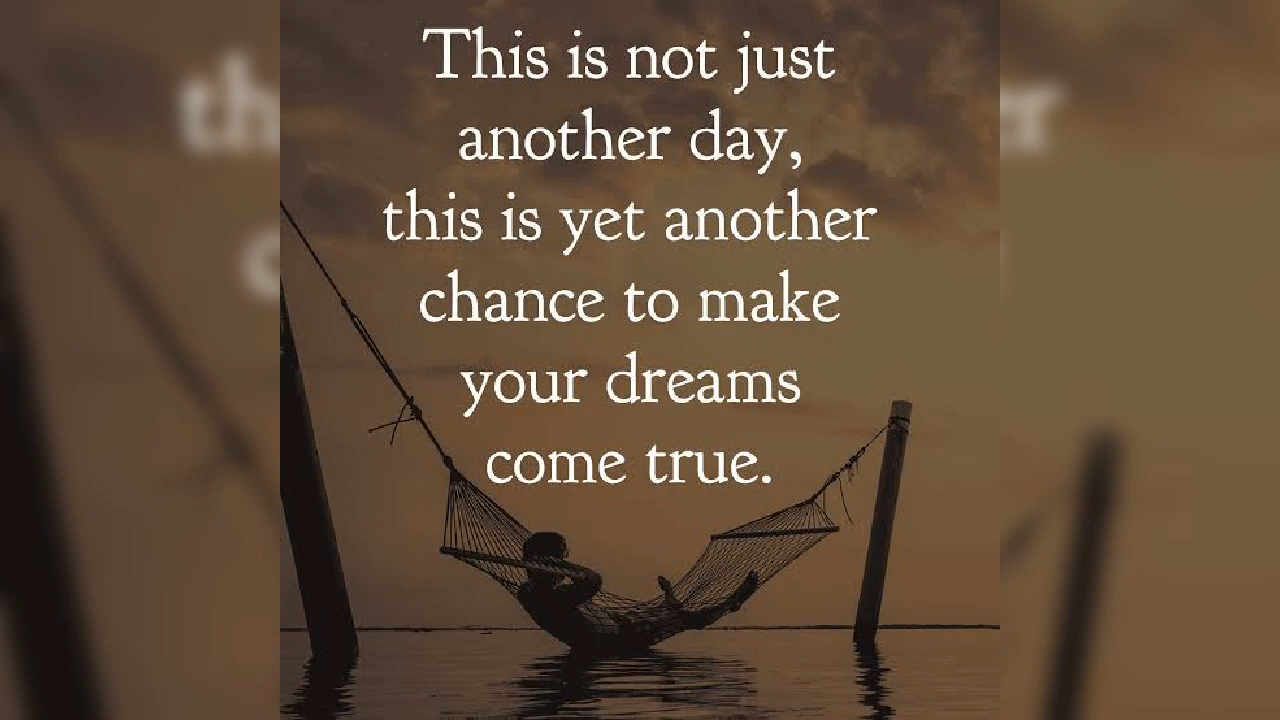 This is not just
another day,
this is yet another
chance to make
your dreams
come true.